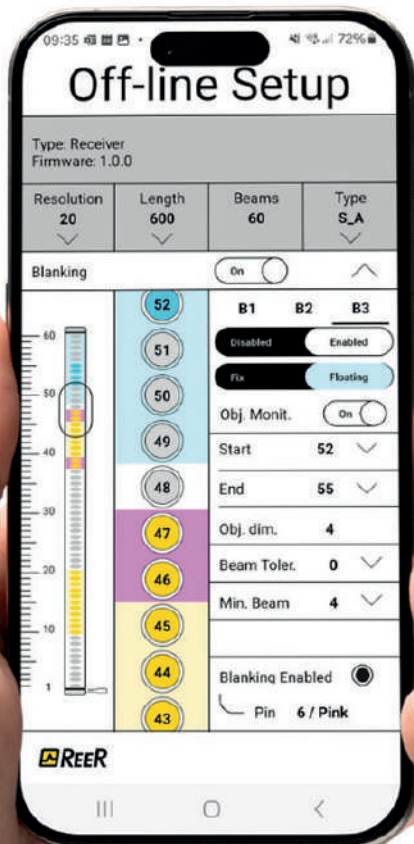 09:35 72%
Off-line Setup
Type: Receiver
Firmware: 1.0.0
Resolution Length Beams Type
20 600 60 S_A
Blanking On
52 B1 B2 B3
51 Disabled Enabled
50 Fix Floating
Obj. Monit. On
49 Start 52
48 End 55
47 Obj. dim. 4
46 Beam Toler. 0
45 Min. Beam 4
44 Blanking Enabled
43 Pin 6 / Pink
60
50
40
30
20
10
1
REER